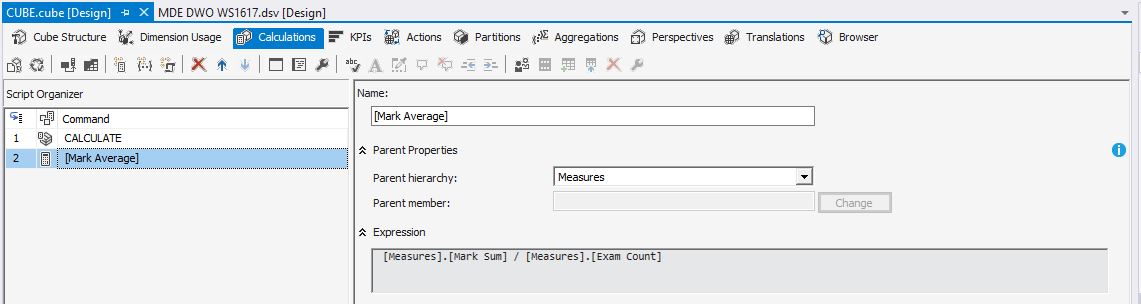 CUBE.cube [Design] MDE DWO WS1617.dsv [Design]
Cube Structure Dimension Usage Calculations KPIs Actions Partitions Aggregations Perspectives Translations Browser
Script Organizer
Command
1 CALCULATE
2 [Mark Average]
Name:
[Mark Average]
Parent Properties
Parent hierarchy: Measures
Parent member: Change
Expression
[Measures].[Mark Sum] / [Measures].[Exam Count]